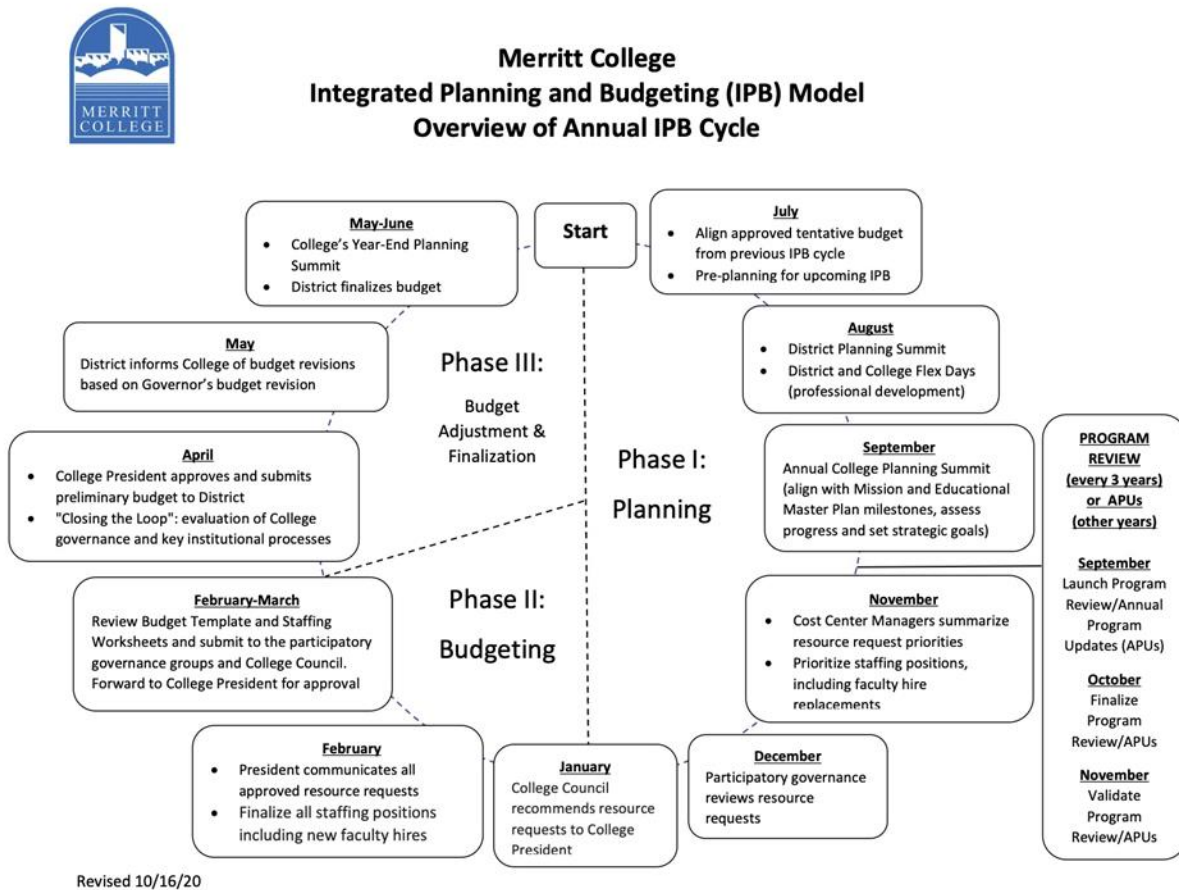 MERRITT
COLLEGE
Merritt College
Integrated Planning and Budgeting (IPB) Model
Overview of Annual IPB Cycle
Start
July
• Align approved tentative budget
from previous IPB cycle
• Pre-planning for upcoming IPB
August
• District Planning Summit
• District and College Flex Days
(professional development)
September
Annual College Planning Summit
(align with Mission and Educational
Master Plan milestones, assess
progress and set strategic goals)
PROGRAM
REVIEW
(every 3 years)
or APUs
(other years)
September
Launch Program
Review/Annual
Program
Updates (APUs)
October
Finalize
Program
Review/APUs
November
Validate
Program
Review/APUs
November
• Cost Center Managers summarize
resource request priorities
• Prioritize staffing positions,
including faculty hire
replacements
December
Participatory governance
reviews resource
requests
January
College Council
recommends resource
requests to College
President
February
• President communicates all
approved resource requests
• Finalize all staffing positions
including new faculty hires
February-March
Review Budget Template and Staffing
Worksheets and submit to the participatory
governance groups and College Council.
Forward to College President for approval
April
• College President approves and submits
preliminary budget to District
• "Closing the Loop": evaluation of College
governance and key institutional processes
May
District informs College of budget revisions
based on Governor's budget revision
May-June
• College's Year-End Planning
Summit
• District finalizes budget
Phase I:
Planning
Phase II:
Budgeting
Phase III:
Budget
Adjustment &
Finalization
Revised 10/16/20